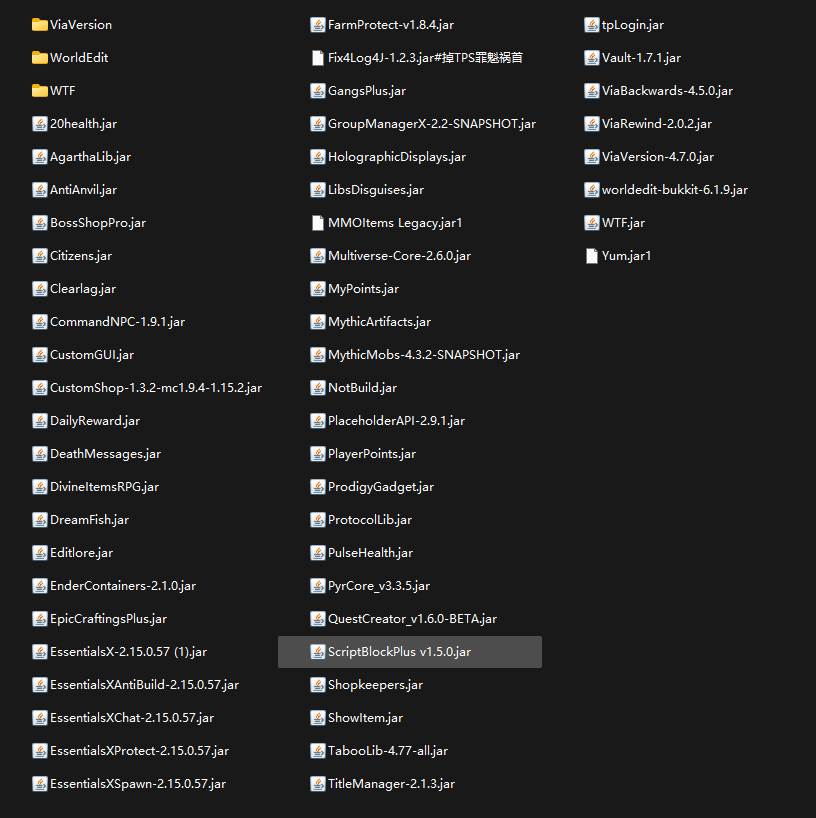 ViaVersion
WorldEdit
WTF
20health.jar
AgarthaLib.jar
AntiAnvil.jar
BossShopPro.jar
Citizens.jar
Clearlag.jar
CommandNPC-1.9.1.jar
CustomGUI.jar
CustomShop-1.3.2-mc1.9.4-1.15.2.jar
DailyReward.jar
DeathMessages.jar
DivineItemsRPG.jar
DreamFish.jar
Editlore.jar
EnderContainers-2.1.0.jar
EpicCraftingsPlus.jar
EssentialsX-2.15.0.57 (1).jar
EssentialsXAntiBuild-2.15.0.57.jar
EssentialsXChat-2.15.0.57.jar
EssentialsXProtect-2.15.0.57.jar
EssentialsXSpawn-2.15.0.57.jar
FarmProtect-v1.8.4.jar
Fix4Log4J-1.2.3.jar#掉TPS罪魁祸首
GangsPlus.jar
GroupManagerX-2.2-SNAPSHOT.jar
HolographicDisplays.jar
LibsDisguises.jar
MMOItems Legacy.jar1
Multiverse-Core-2.6.0.jar
MyPoints.jar
MythicArtifacts.jar
MythicMobs-4.3.2-SNAPSHOT.jar
NotBuild.jar
PlaceholderAPI-2.9.1.jar
PlayerPoints.jar
ProdigyGadget.jar
ProtocolLib.jar
PulseHealth.jar
PyrCore_v3.3.5.jar
QuestCreator_v1.6.0-BETA.jar
ScriptBlockPlus v1.5.0.jar
Shopkeepers.jar
ShowItem.jar
TabooLib-4.77-all.jar
TitleManager-2.1.3.jar
tpLogin.jar
Vault-1.7.1.jar
ViaBackwards-4.5.0.jar
ViaRewind-2.0.2.jar
ViaVersion-4.7.0.jar
worldedit-bukkit-6.1.9.jar
WTF.jar
Yum.jar1